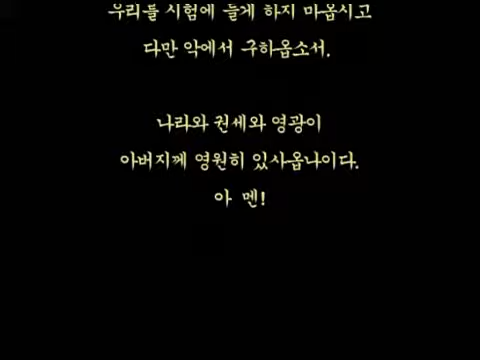 우리를 시험에 들게 하지 마옵시고
다만 악에서 구하옵소서.
나라와 권세와 영광이
아버지께 영원히 있사옵나이다.
아 멘!